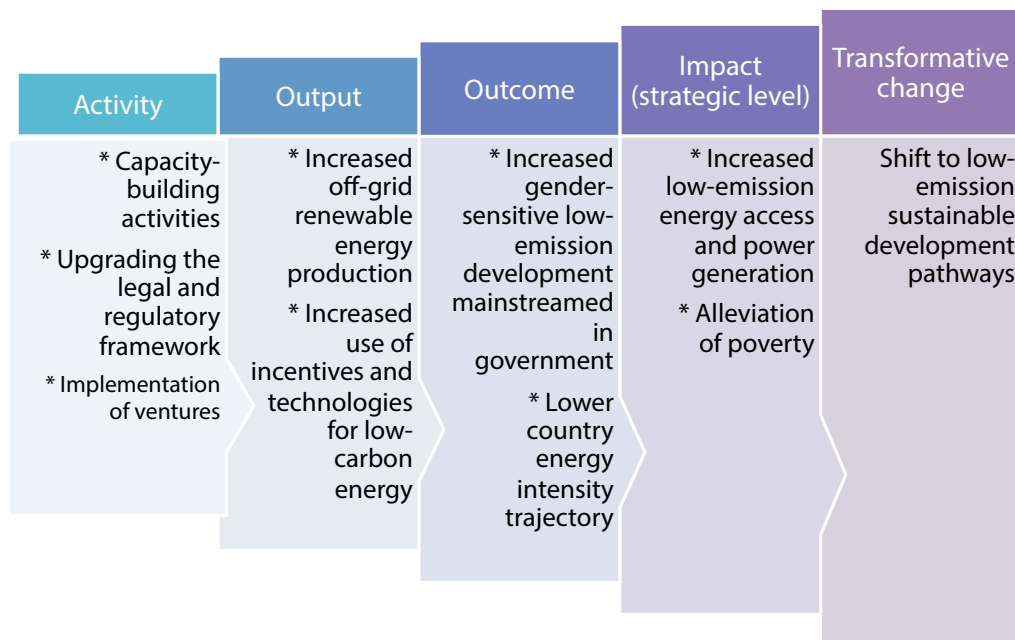 Activity
* Capacity-
building
activities
* Upgrading the
legal and
regulatory
framework
* Implementation
of ventures
Output
* Increased
off-grid
renewable
energy
production
* Increased
use of
incentives and
technologies
for low-
carbon
energy
Outcome
* Increased
gender-
sensitive low-
emission
development
mainstreamed
in
government
* Lower
country
energy
intensity
trajectory
Impact
(strategic level)
* Increased
low-emission
energy access
and power
generation
* Alleviation
of poverty
Transformative
change
Shift to low-
emission
sustainable
development
pathways